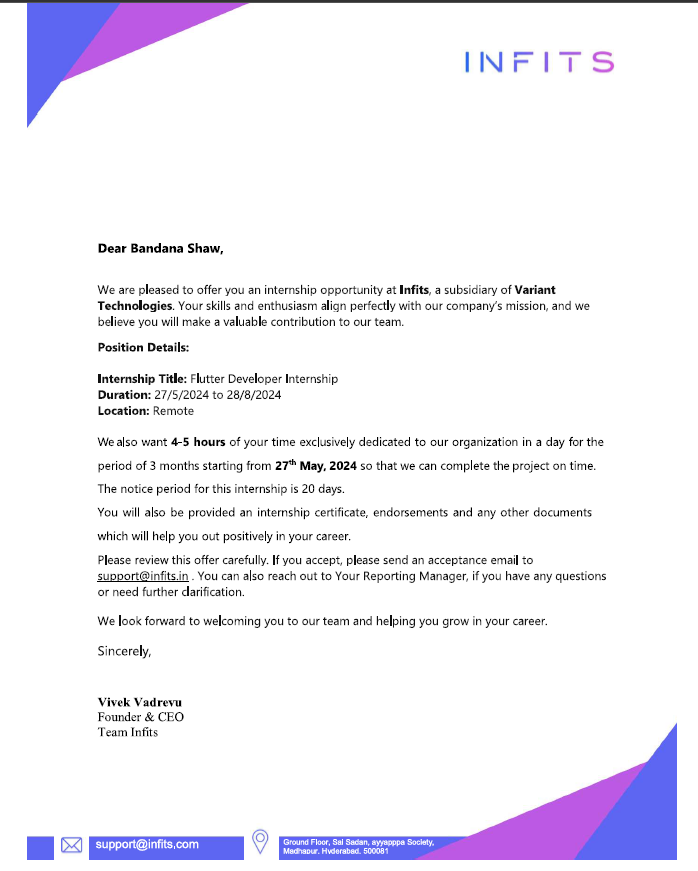 INFITS
Dear Bandana Shaw,
We are pleased to offer you an internship opportunity at Infits, a subsidiary of Variant
Technologies. Your skills and enthusiasm align perfectly with our company's mission, and we
believe you will make a valuable contribution to our team.
Position Details:
Internship Title: Flutter Developer Internship
Duration: 27/5/2024 to 28/8/2024
Location: Remote
We also want 4-5 hours of your time exclusively dedicated to our organization in a day for the
period of 3 months starting from 27th May, 2024 so that we can complete the project on time.
The notice period for this internship is 20 days.
You will also be provided an internship certificate, endorsements and any other documents
which will help you out positively in your career.
Please review this offer carefully. If you accept, please send an acceptance email to
support@infits.in . You can also reach out to Your Reporting Manager, if you have any questions
or need further clarification.
We look forward to welcoming you to our team and helping you grow in your career.
Sincerely,
Vivek Vadrevu
Founder & CEO
Team Infits
support@infits.com
Ground Floor, Sai Sadan, ayyapppa Society,
Madhapur, Hyderabad, 500081